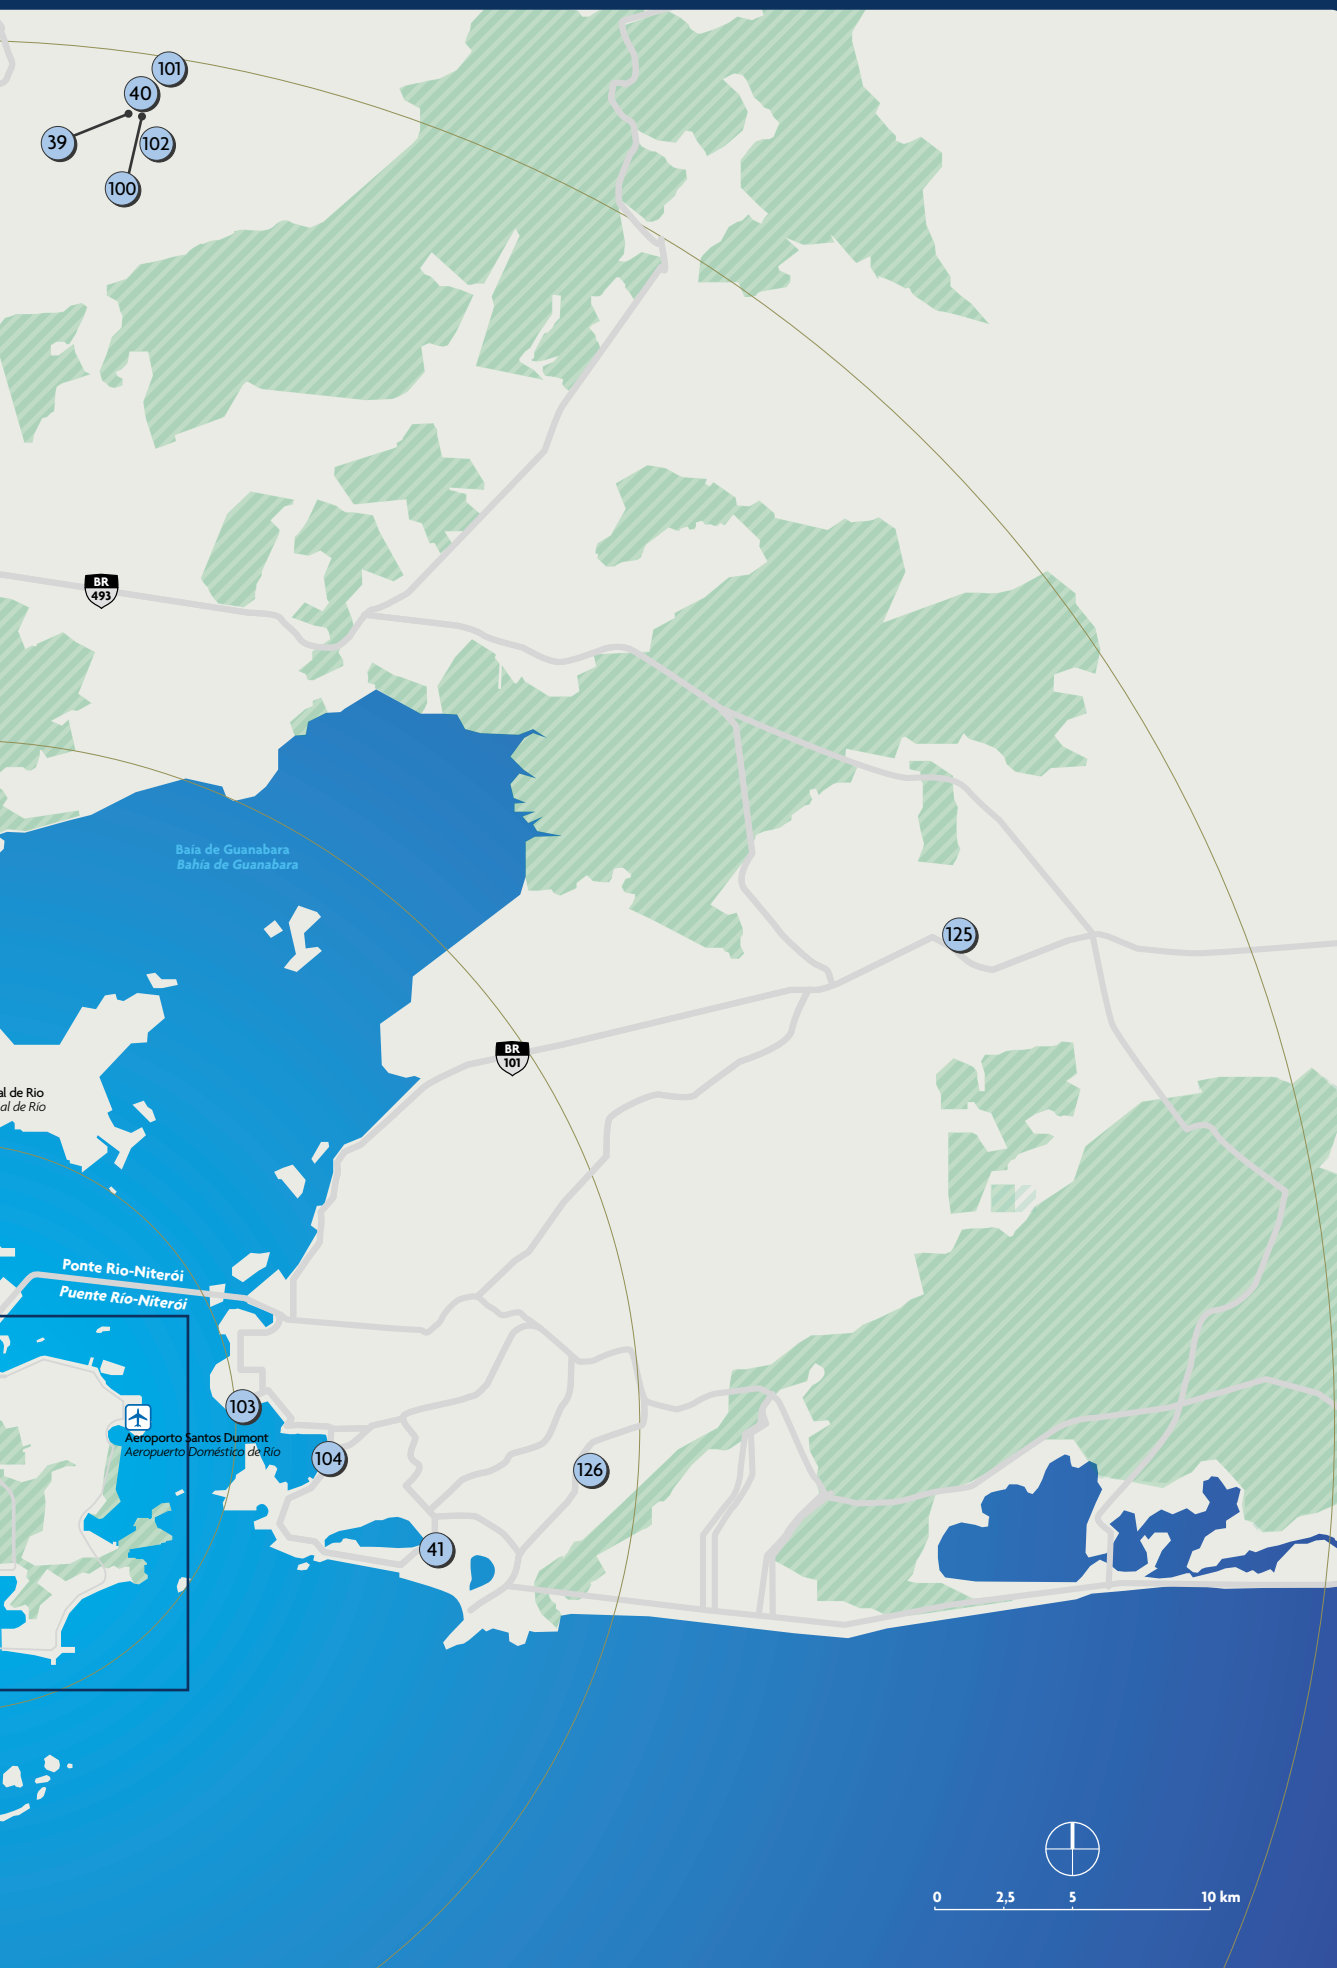 101
40
39
102
100
BR
493
Baía de Guanabara
Bahía de Guanabara
125
BR
101
al de Rio
al de Río
Ponte Rio-Niterói
Puente Río-Niterói
103
Aeroporto Santos Dumont
Aeropuerto Doméstico de Río
104
126
41
0 2,5 5 10 km